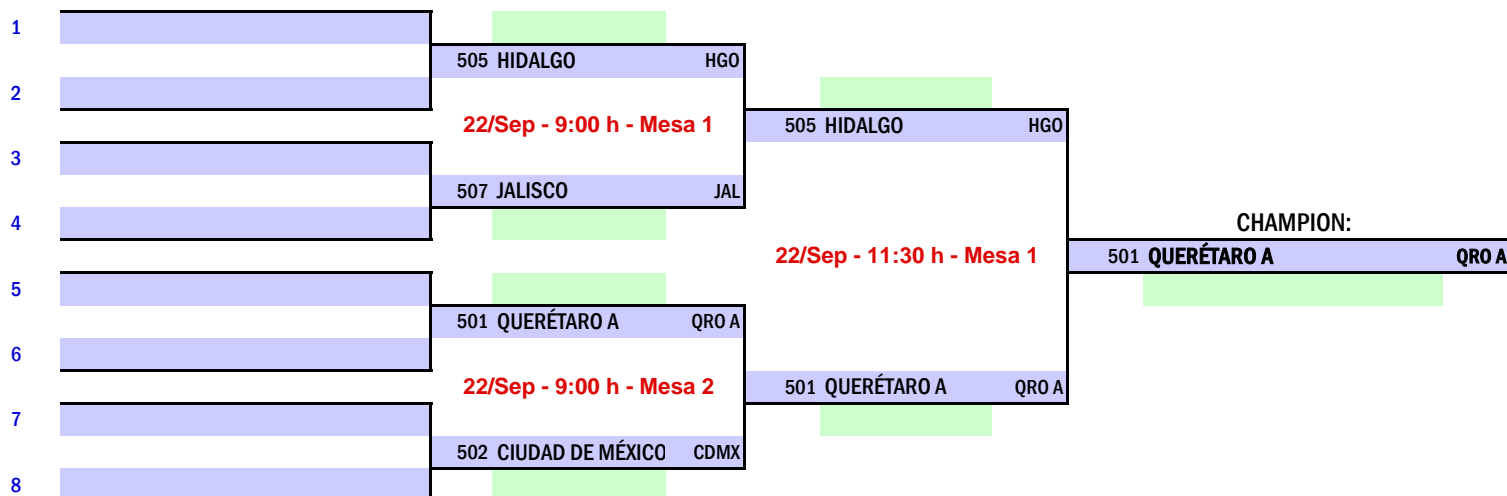 1
505 HIDALGO HGO
2
22/Sep - 9:00 h - Mesa 1
505 HIDALGO HGO
3
507 JALISCO JAL
4
CHAMPION:
22/Sep - 11:30 h - Mesa 1
501 QUERÉTARO A QRO A
5
501 QUERÉTARO A QRO A
6
22/Sep - 9:00 h - Mesa 2
501 QUERÉTARO A QRO A
7
502 CIUDAD DE MÉXICO CDMX
8